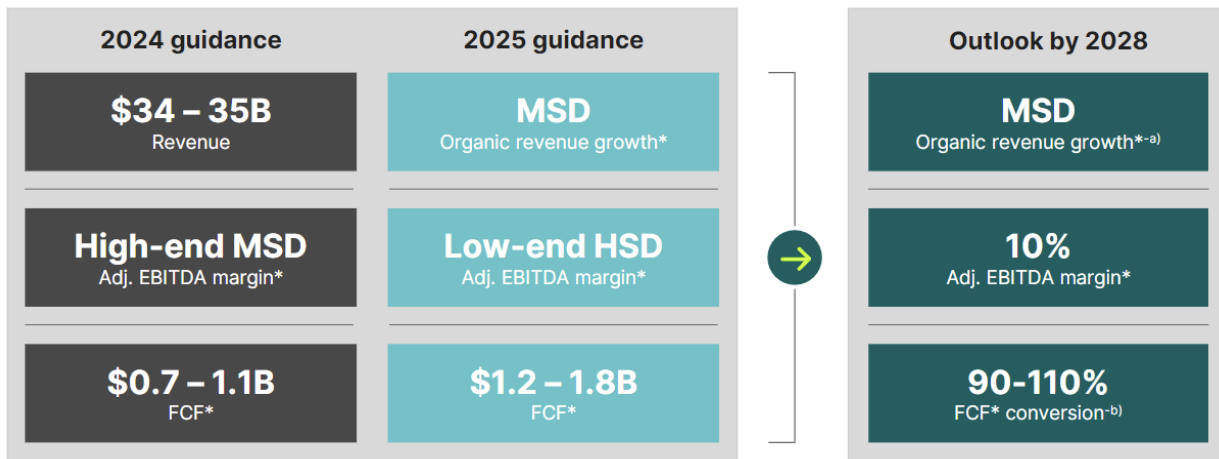 2024 guidance
2025 guidance
Outlook by 2028
$34 – 35B
Revenue
MSD
Organic revenue growth*
MSD
Organic revenue growth*-a)
High-end MSD
Adj. EBITDA margin*
Low-end HSD
Adj. EBITDA margin*
10%
Adj. EBITDA margin*
$0.7 – 1.1B
FCF*
$1.2 – 1.8B
FCF*
90-110%
FCF* conversion-b)